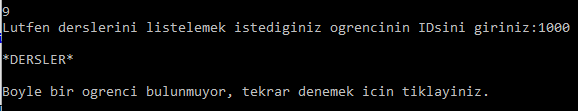 9
Lutfen derslerini listelemek istediginiz ogrencinin IDsini giriniz:1000
*DERSLER*
Boyle bir ogrenci bulunmuyor, tekrar denemek icin tiklayiniz.